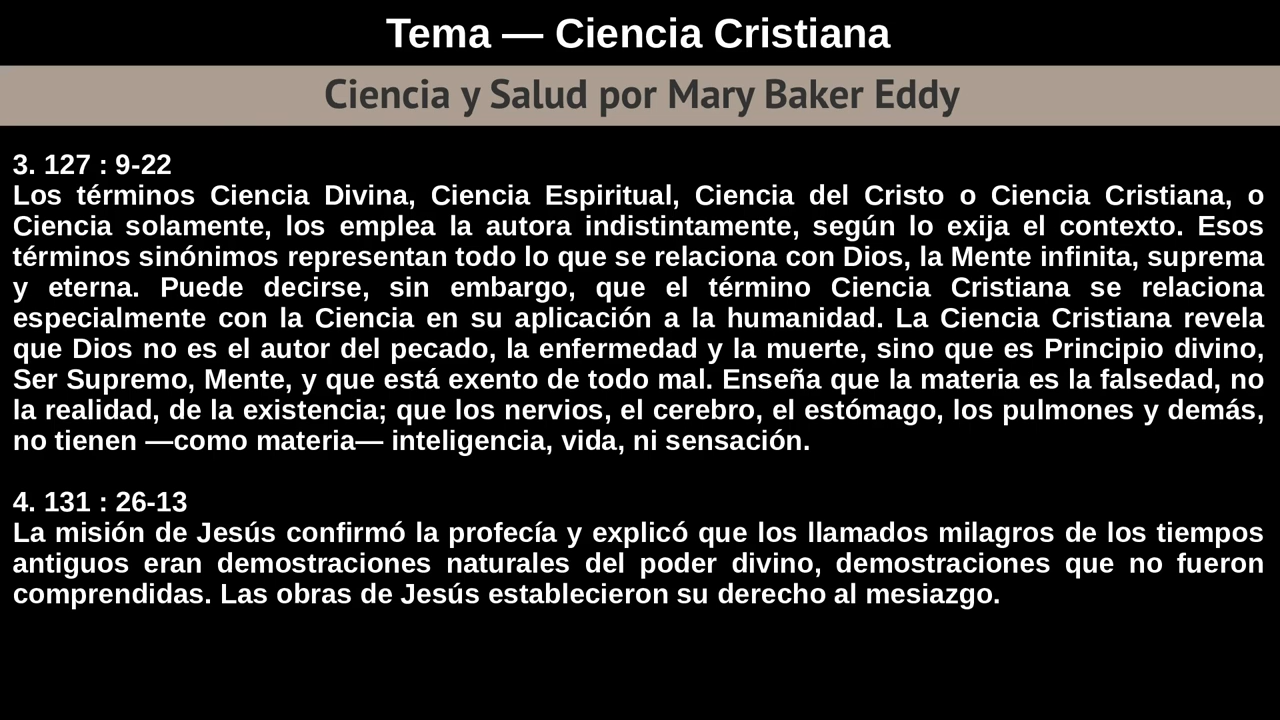 Tema — Ciencia Cristiana
Ciencia y Salud por Mary Baker Eddy
3. 127 : 9-22
Los términos Ciencia Divina, Ciencia Espiritual, Ciencia del Cristo o Ciencia Cristiana, o
Ciencia solamente, los emplea la autora indistintamente, según lo exija el contexto. Esos
términos sinónimos representan todo lo que se relaciona con Dios, la Mente infinita, suprema
y eterna. Puede decirse, sin embargo, que el término Ciencia Cristiana se relaciona
especialmente con la Ciencia en su aplicación a la humanidad. La Ciencia Cristiana revela
que Dios no es el autor del pecado, la enfermedad y la muerte, sino que es Principio divino,
Ser Supremo, Mente, y que está exento de todo mal. Enseña que la materia es la falsedad, no
la realidad, de la existencia; que los nervios, el cerebro, el estómago, los pulmones y demás,
no tienen —como materia— inteligencia, vida, ni sensación.
4. 131 : 26-13
La misión de Jesús confirmó la profecía y explicó que los llamados milagros de los tiempos
antiguos eran demostraciones naturales del poder divino, demostraciones que no fueron
comprendidas. Las obras de Jesús establecieron su derecho al mesiazgo.